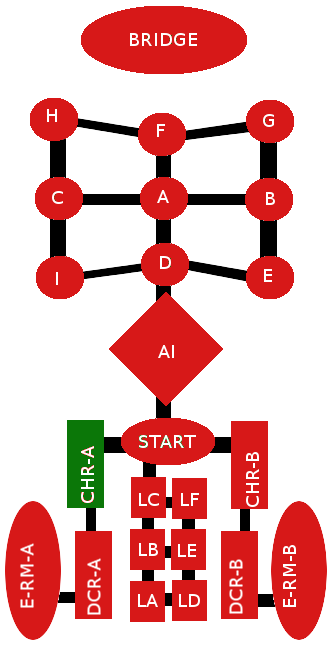 BRIDGE
H F G
C A B
I D E
AI
START
CHR-A
CHR-B
LC LF
LB LE
LA LD
E-RM-A
DCR-A
DCR-B
E-RM-B